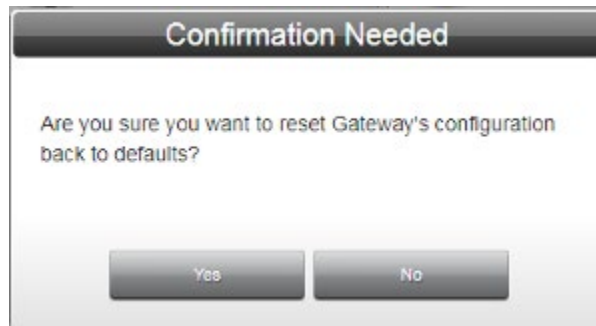 Confirmation Needed
Are you sure you want to reset Gateway's configuration
back to defaults?
Yes
No